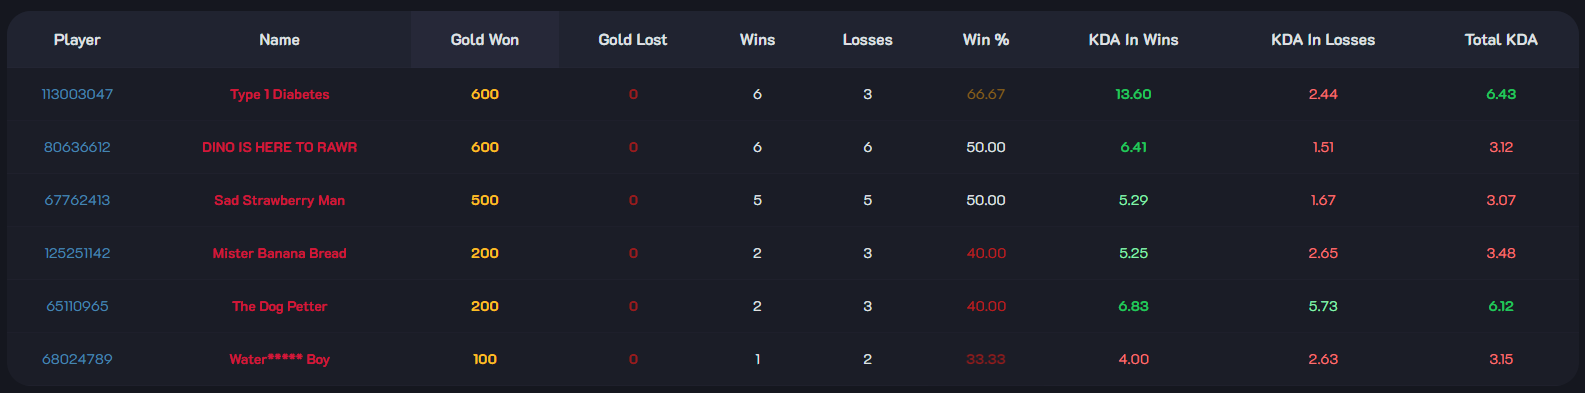 Player Name Gold Won Gold Lost Wins Losses Win % KDA In Wins KDA In Losses Total KDA
113003047 Type 1 Diabetes 600 0 6 3 66.67 13.60 2.44 6.43
80636612 DINO IS HERE TO RAWR 600 0 6 6 50.00 6.41 1.51 3.12
67762413 Sad Strawberry Man 500 0 5 5 50.00 5.29 1.67 3.07
125251142 Mister Banana Bread 200 0 2 3 40.00 5.25 2.65 3.48
65110965 The Dog Petter 200 0 2 3 40.00 6.83 5.73 6.12
68024789 Water***** Boy 100 0 1 2 33.33 4.00 2.63 3.15